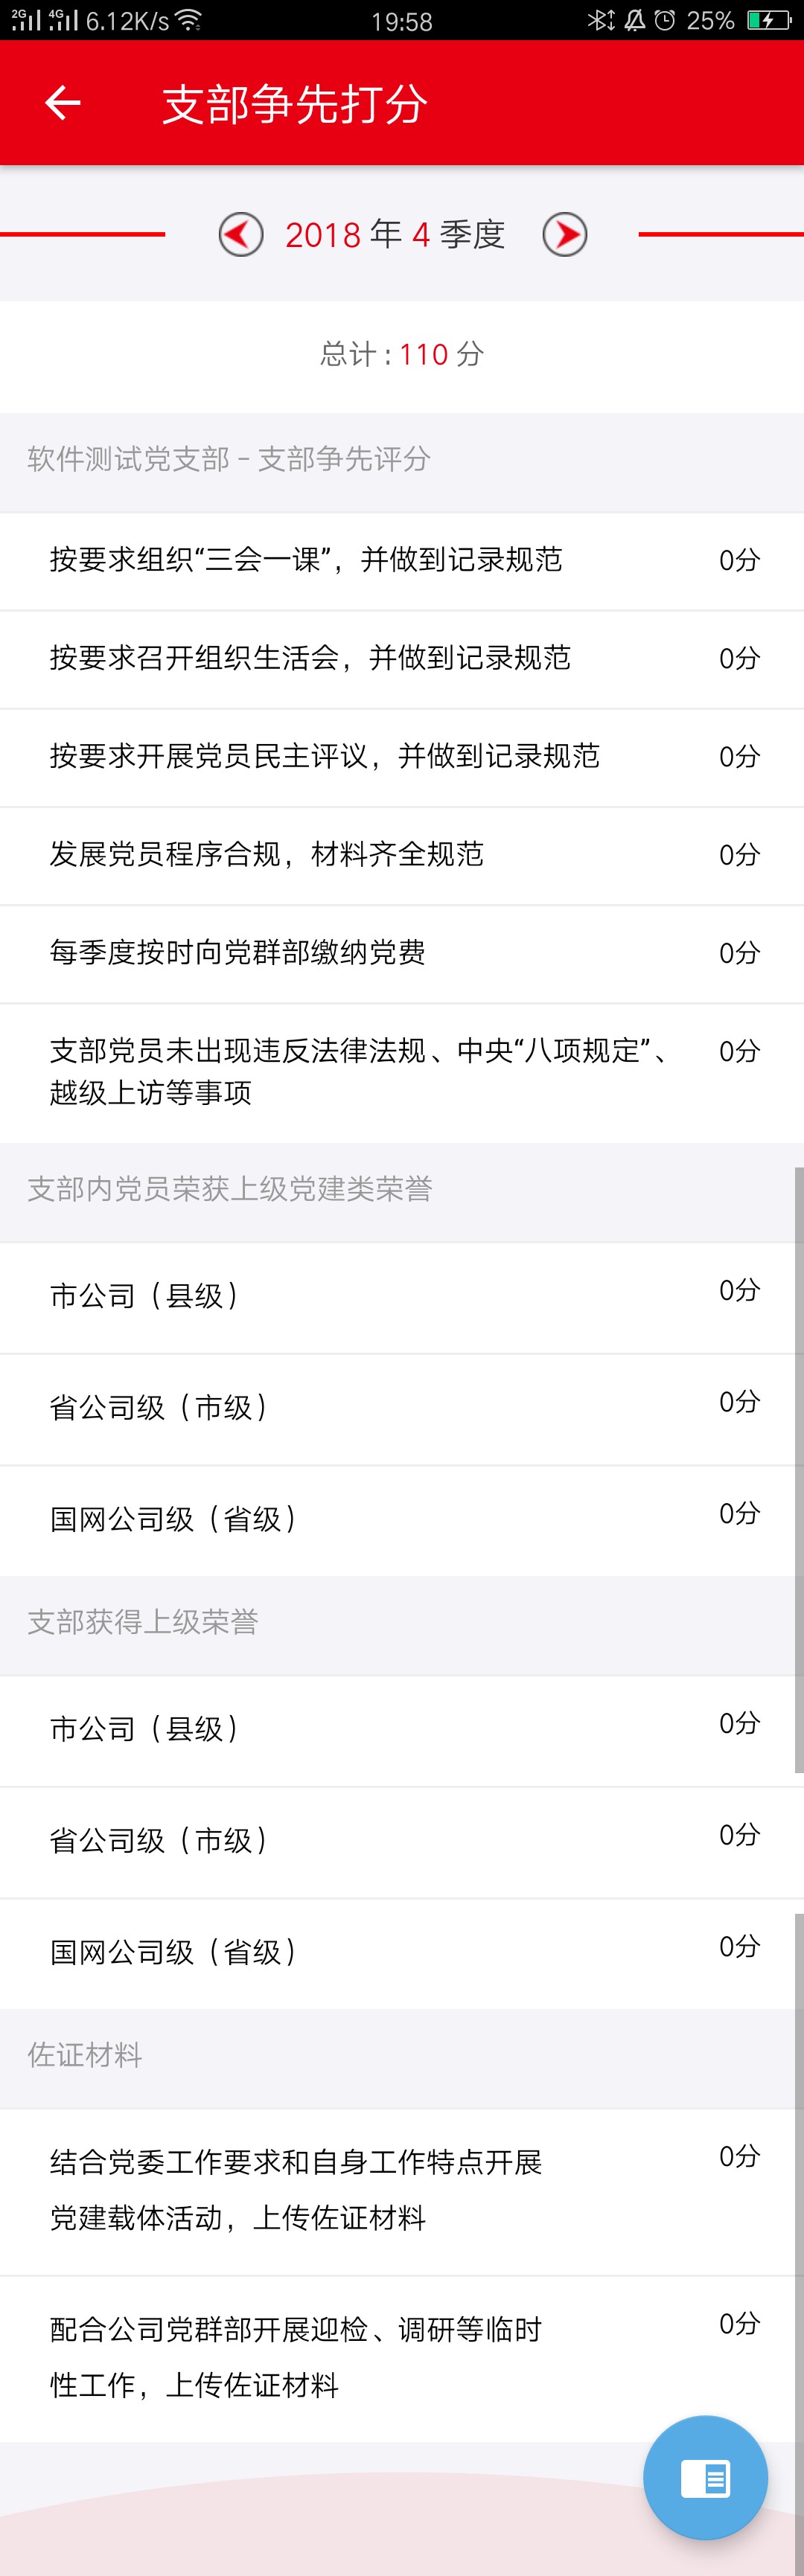 2G 4G 6.12K/s 19:58 25%
支部争先打分
2018 年 4 季度
总计 : 110 分
软件测试党支部 - 支部争先评分
按要求组织“三会一课”，并做到记录规范 0分
按要求召开组织生活会，并做到记录规范 0分
按要求开展党员民主评议，并做到记录规范 0分
发展党员程序合规，材料齐全规范 0分
每季度按时向党群部缴纳党费 0分
支部党员未出现违反法律法规、中央“八项规定”、 0分
越级上访等事项
支部内党员荣获上级党建类荣誉
市公司（县级） 0分
省公司级（市级） 0分
国网公司级（省级） 0分
支部获得上级荣誉
市公司（县级） 0分
省公司级（市级） 0分
国网公司级（省级） 0分
佐证材料
结合党委工作要求和自身工作特点开展 0分
党建载体活动，上传佐证材料
配合公司党群部开展迎检、调研等临时 0分
性工作，上传佐证材料